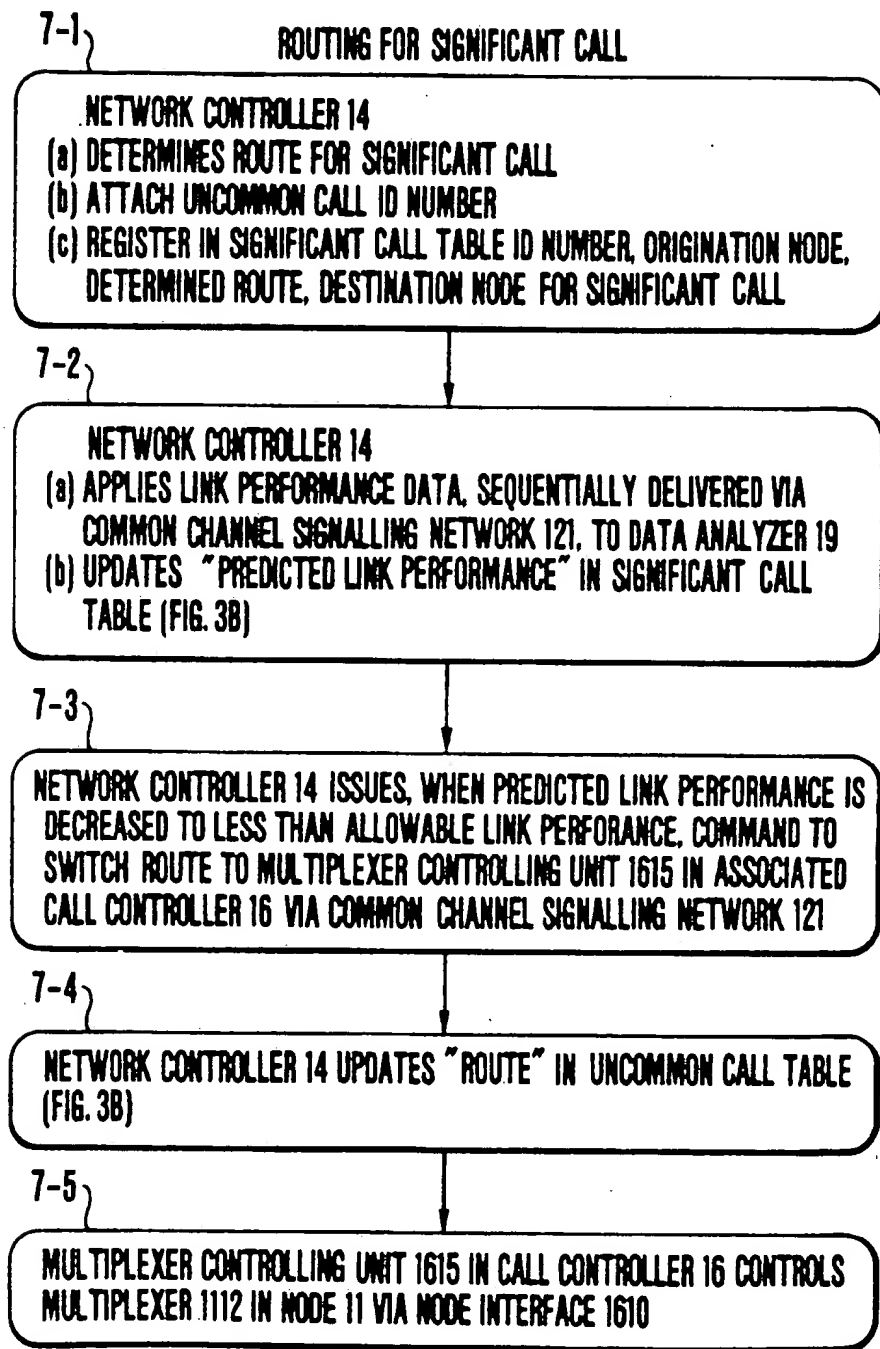 7-1
ROUTING FOR SIGNIFICANT CALL
NETWORK CONTROLLER 14
(a) DETERMINES ROUTE FOR SIGNIFICANT CALL
(b) ATTACH UNCOMMON CALL ID NUMBER
(c) REGISTER IN SIGNIFICANT CALL TABLE ID NUMBER, ORIGINATION NODE,
DETERMINED ROUTE, DESTINATION NODE FOR SIGNIFICANT CALL
7-2
NETWORK CONTROLLER 14
(a) APPLIES LINK PERFORMANCE DATA, SEQUENTIALLY DELIVERED VIA
COMMON CHANNEL SIGNALLING NETWORK 121, TO DATA ANALYZER 19
(b) UPDATES "PREDICTED LINK PERFORMANCE" IN SIGNIFICANT CALL
TABLE (FIG. 3B)
7-3
NETWORK CONTROLLER 14 ISSUES, WHEN PREDICTED LINK PERFORMANCE IS
DECREASED TO LESS THAN ALLOWABLE LINK PERFORANCE, COMMAND TO
SWITCH ROUTE TO MULTIPLEXER CONTROLLING UNIT 1615 IN ASSOCIATED
CALL CONTROLLER 16 VIA COMMON CHANNEL SIGNALLING NETWORK 121
7-4
NETWORK CONTROLLER 14 UPDATES "ROUTE" IN UNCOMMON CALL TABLE
(FIG. 3B)
7-5
MULTIPLEXER CONTROLLING UNIT 1615 IN CALL CONTROLLER 16 CONTROLS
MULTIPLEXER 1112 IN NODE 11 VIA NODE INTERFACE 1610